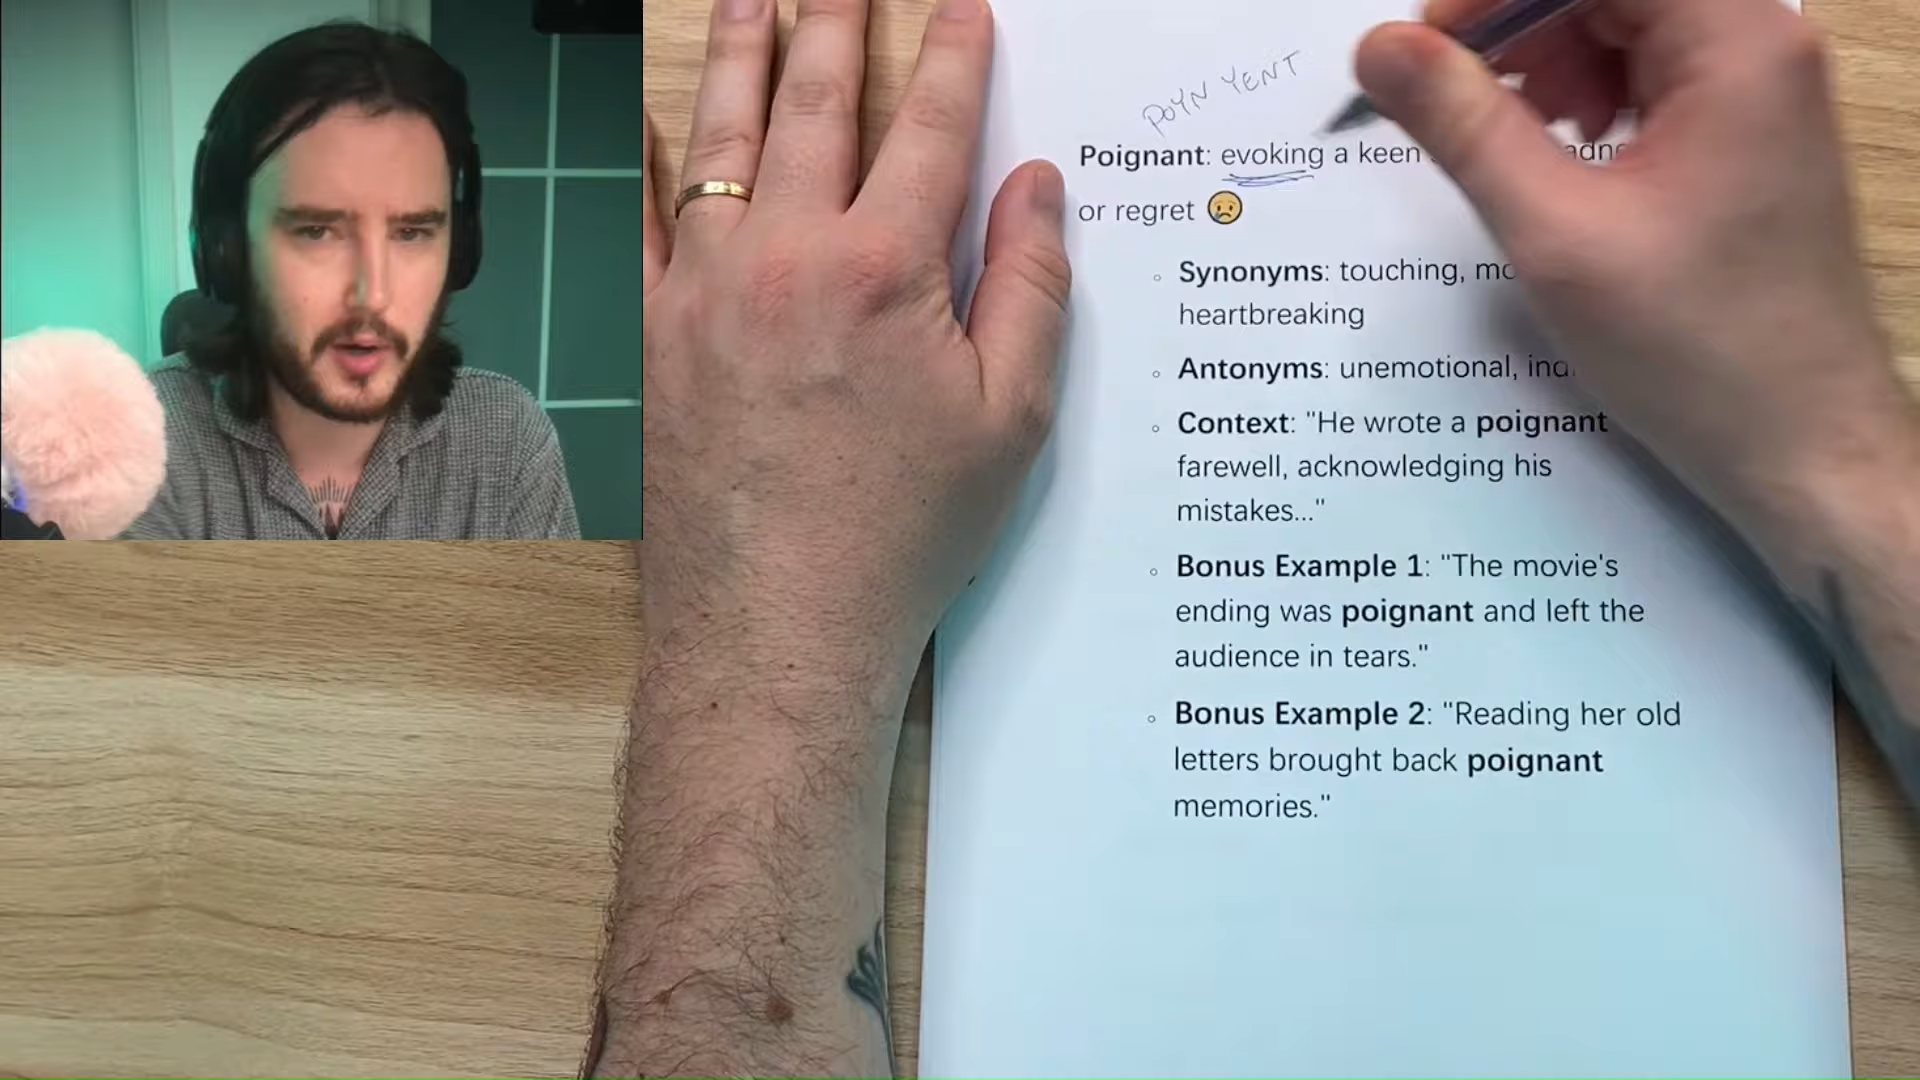 POYN YENT
Poignant: evoking a keen
or regret 😢
Synonyms: touching,
heartbreaking
Antonyms: unemotional,
Context: "He wrote a poignant
farewell, acknowledging his
mistakes..."
Bonus Example 1: "The movie's
ending was poignant and left the
audience in tears."
Bonus Example 2: "Reading her old
letters brought back poignant
memories."